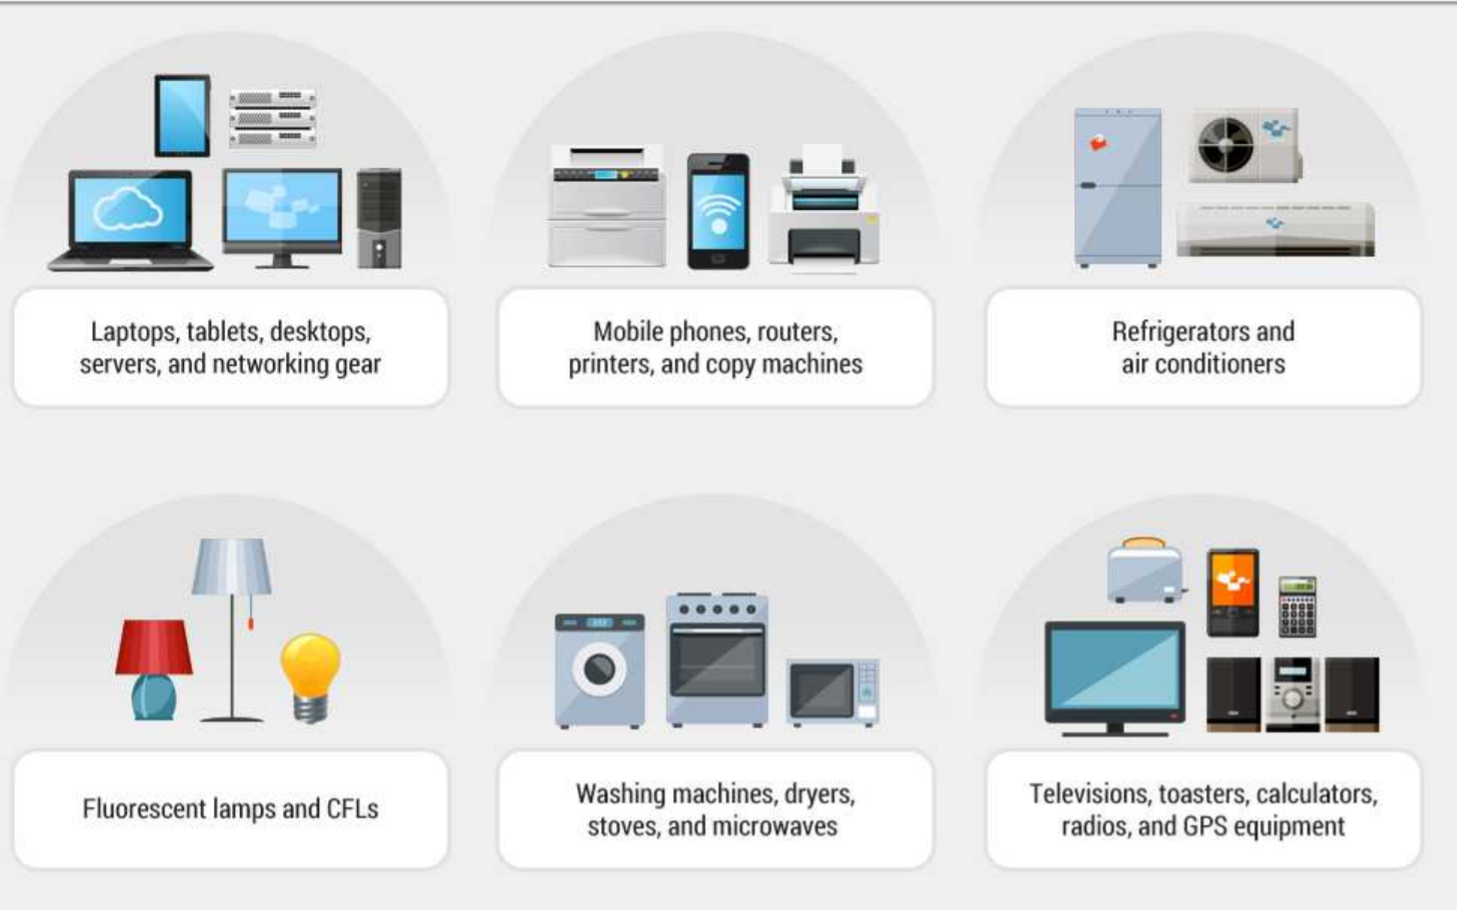 Laptops, tablets, desktops,
servers, and networking gear
Mobile phones, routers,
printers, and copy machines
Refrigerators and
air conditioners
Fluorescent lamps and CFLs
Washing machines, dryers,
stoves, and microwaves
Televisions, toasters, calculators,
radios, and GPS equipment